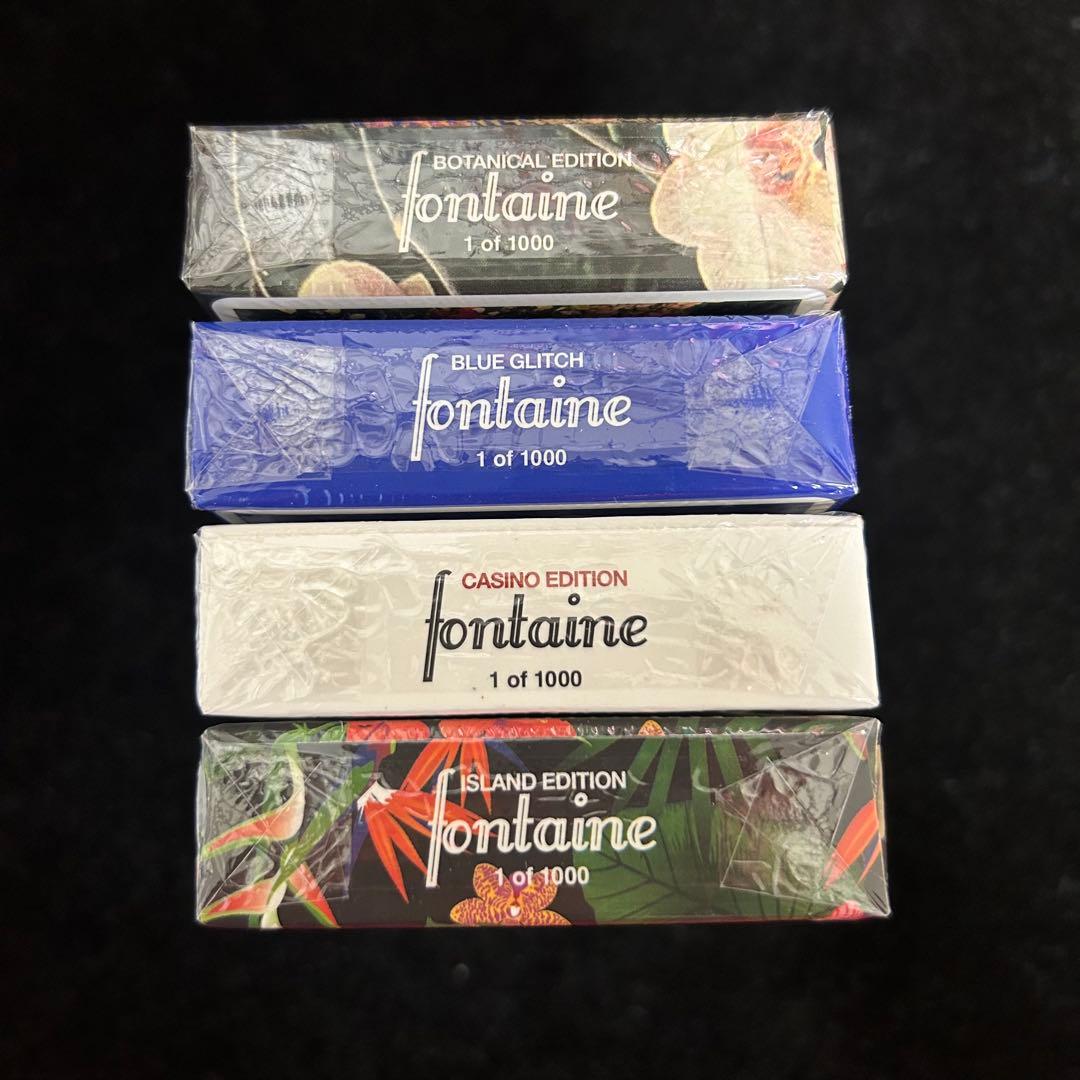 BOTANICAL EDITION
fontaine
1 of 1000
BLUE GLITCH
fontaine
1 of 1000
CASINO EDITION
fontaine
1 of 1000
ISLAND EDITION
fontaine
1 of 1000